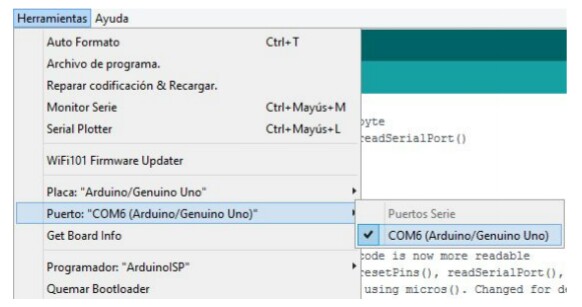 Herramientas Ayuda
Auto Formato Ctrl+T
Archivo de programa.
Reparar codificación & Recargar.
Monitor Serie Ctrl+Mayús+M
Serial Plotter Ctrl+Mayús+L
byte
readSerialPort()
WiFi101 Firmware Updater
Placa: "Arduino/Genuino Uno"
Puerto: "COM6 (Arduino/Genuino Uno)"
Puertos Serie
Get Board Info
COM6 (Arduino/Genuino Uno)
code is now more readable
Programador: "ArduinoISP"
resetPins(), readSerialPort(),
Quemar Bootloader
using micros(). Changed for de